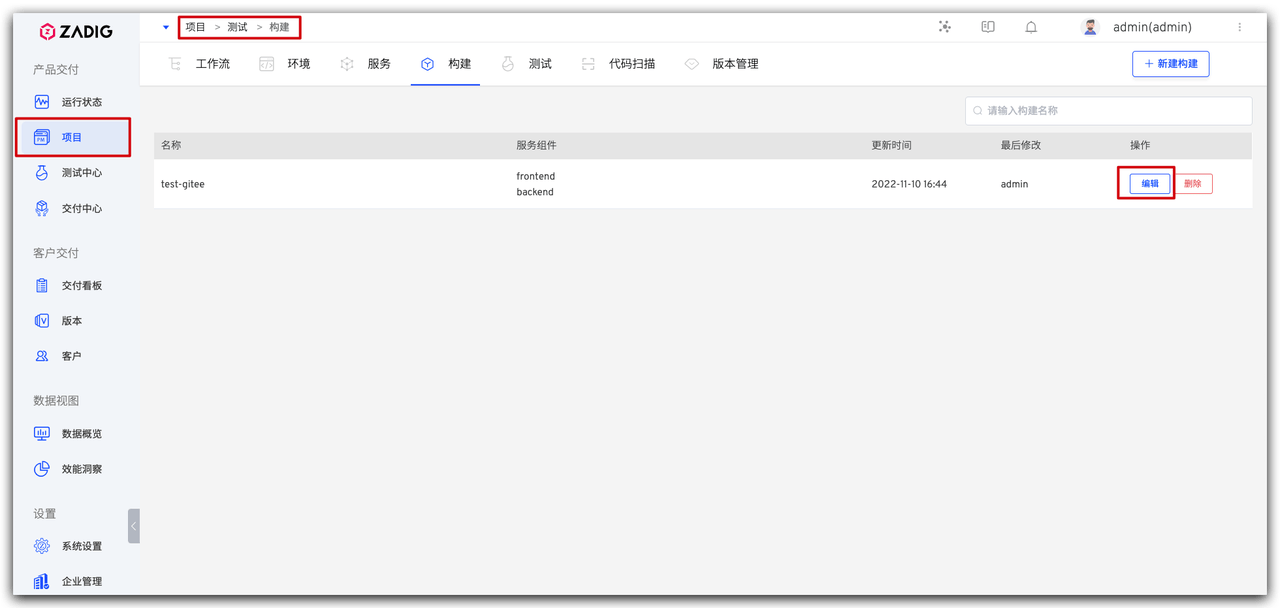 ZADIG
项目 > 测试 > 构建
admin(admin)
产品交付
运行状态
项目
测试中心
交付中心
客户交付
交付看板
版本
客户
数据视图
数据概览
效能洞察
设置
系统设置
企业管理
工作流 环境 服务 构建 测试 代码扫描 版本管理
+ 新建构建
请输入构建名称
名称 服务组件 更新时间 最后修改 操作
test-gitee frontend 2022-11-10 16:44 admin 编辑 删除
backend